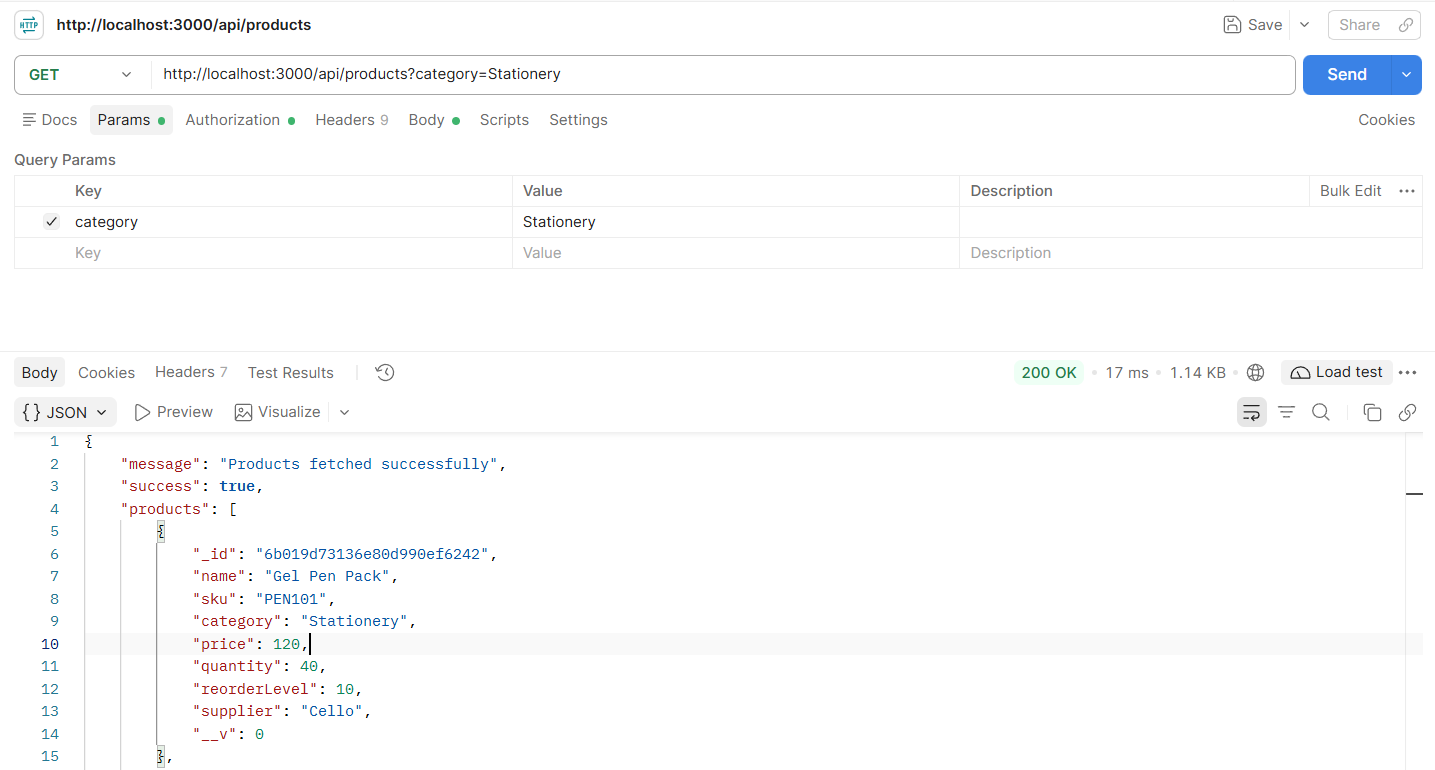 HTTP http://localhost:3000/api/products Save Share
GET http://localhost:3000/api/products?category=Stationery Send
Docs Params Authorization Headers 9 Body Scripts Settings Cookies
Query Params
Key Value Description Bulk Edit
category Stationery
Key Value Description
Body Cookies Headers 7 Test Results 200 OK 17 ms 1.14 KB Load test
{} JSON Preview Visualize
1 {
2 "message": "Products fetched successfully",
3 "success": true,
4 "products": [
5 {
6 "_id": "6b019d73136e80d990ef6242",
7 "name": "Gel Pen Pack",
8 "sku": "PEN101",
9 "category": "Stationery",
10 "price": 120,
11 "quantity": 40,
12 "reorderLevel": 10,
13 "supplier": "Cello",
14 "__v": 0
15 },